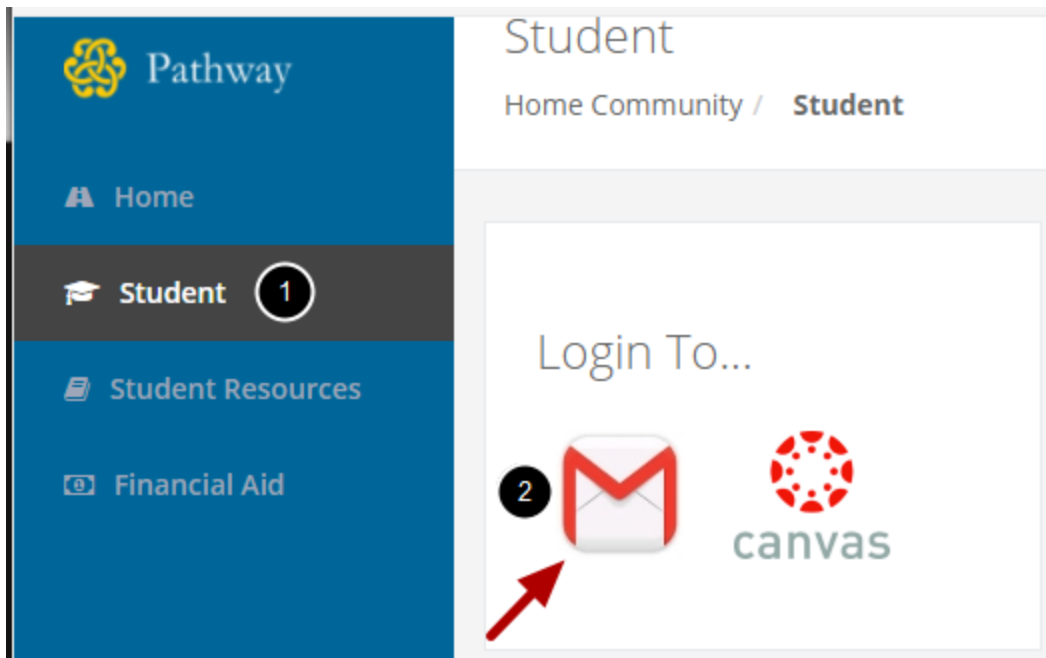 Pathway
Home
Student 1
Student Resources
Financial Aid
Student
Home Community / Student
Login To...
2
canvas